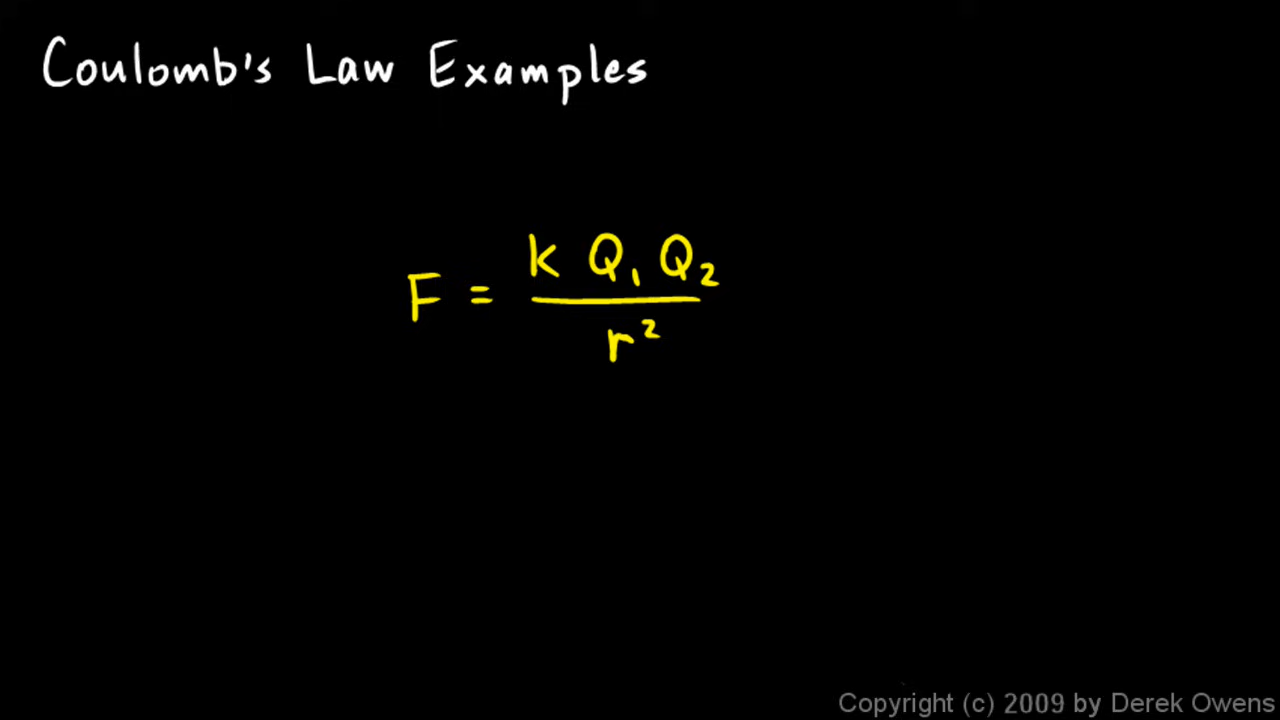 Coulomb's Law Examples
F = k Q₁ Q₂ / r²
Copyright (c) 2009 by Derek Owens